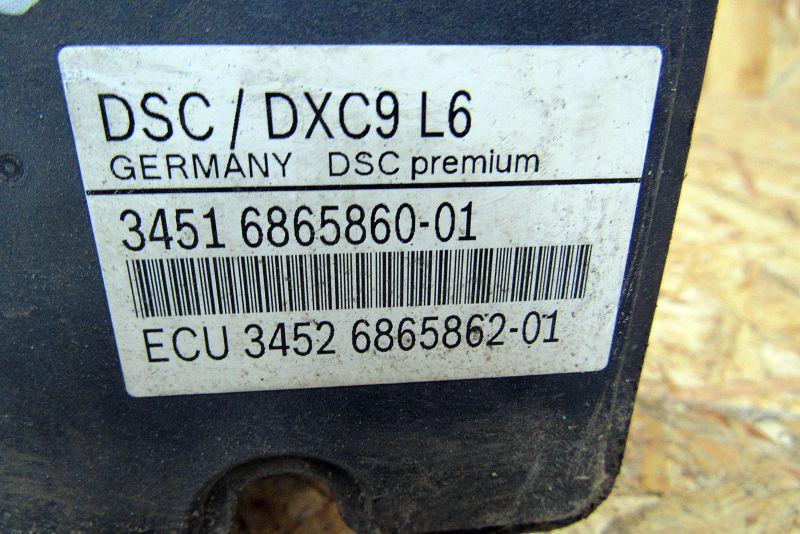 DSC / DXC9 L6
GERMANY DSC premium
3451 6865860-01
ECU 3452 6865862-01